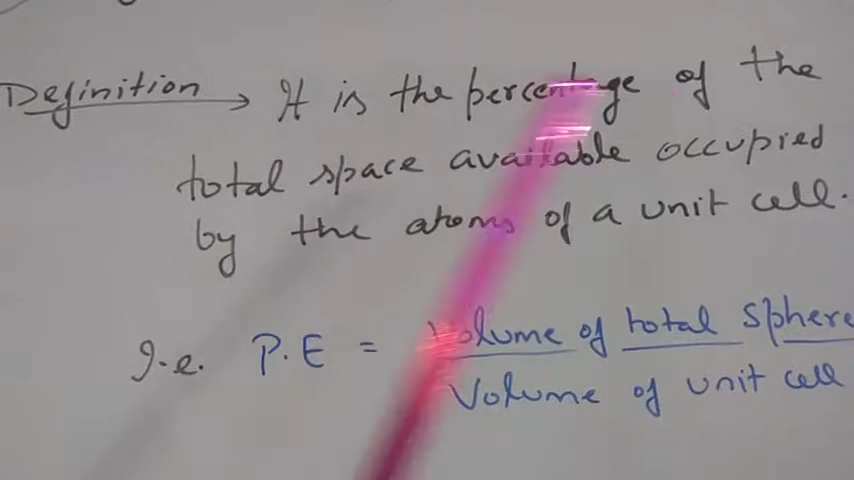 Definition → It is the percentage of the
total space available occupied
by the atoms of a unit cell.
I.e. P.E = Volume of total sphere
Volume of unit cell